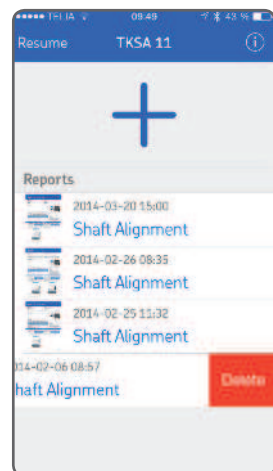 TELIA 09:49 43 %
Resume TKSA 11
Reports
2014-03-20 15:00
Shaft Alignment
2014-02-26 08:35
Shaft Alignment
2014-02-25 11:32
Shaft Alignment
014-02-06 08:57
haft Alignment
Delete